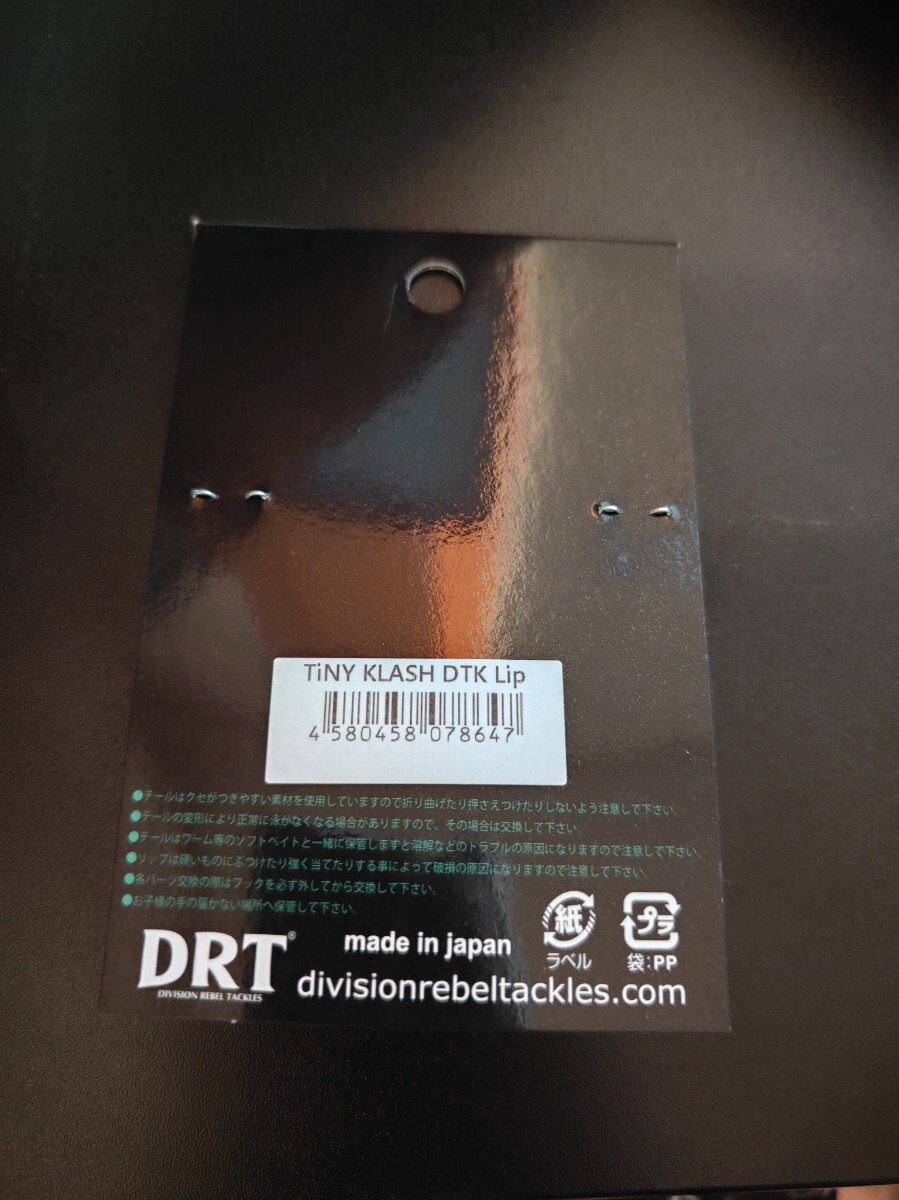 TiNY KLASH DTK Lip
4 580458 078647
●テールはクセがつきやすい素材を使用していますので折り曲げたり押さえつけたりしないよう注意して下さい。
●テールの変形により正常に泳がなくなる場合がありますので、その場合は交換して下さい。
●テールはワーム等のソフトベイトと一緒に保管しますと溶解などのトラブルの原因になりますので注意して下さい。
●リップは硬いものにぶつけたり強く当てたりする事によって破損の原因になりますので注意して下さい。
●各パーツ交換の際はフックを必ず外してから交換して下さい。
●お子様の手の届かない場所へ保管して下さい。
DRT®
DIVISION REBEL TACKLES
made in japan
divisionrebeltackles.com
紙
ラベル
プラ
袋:PP